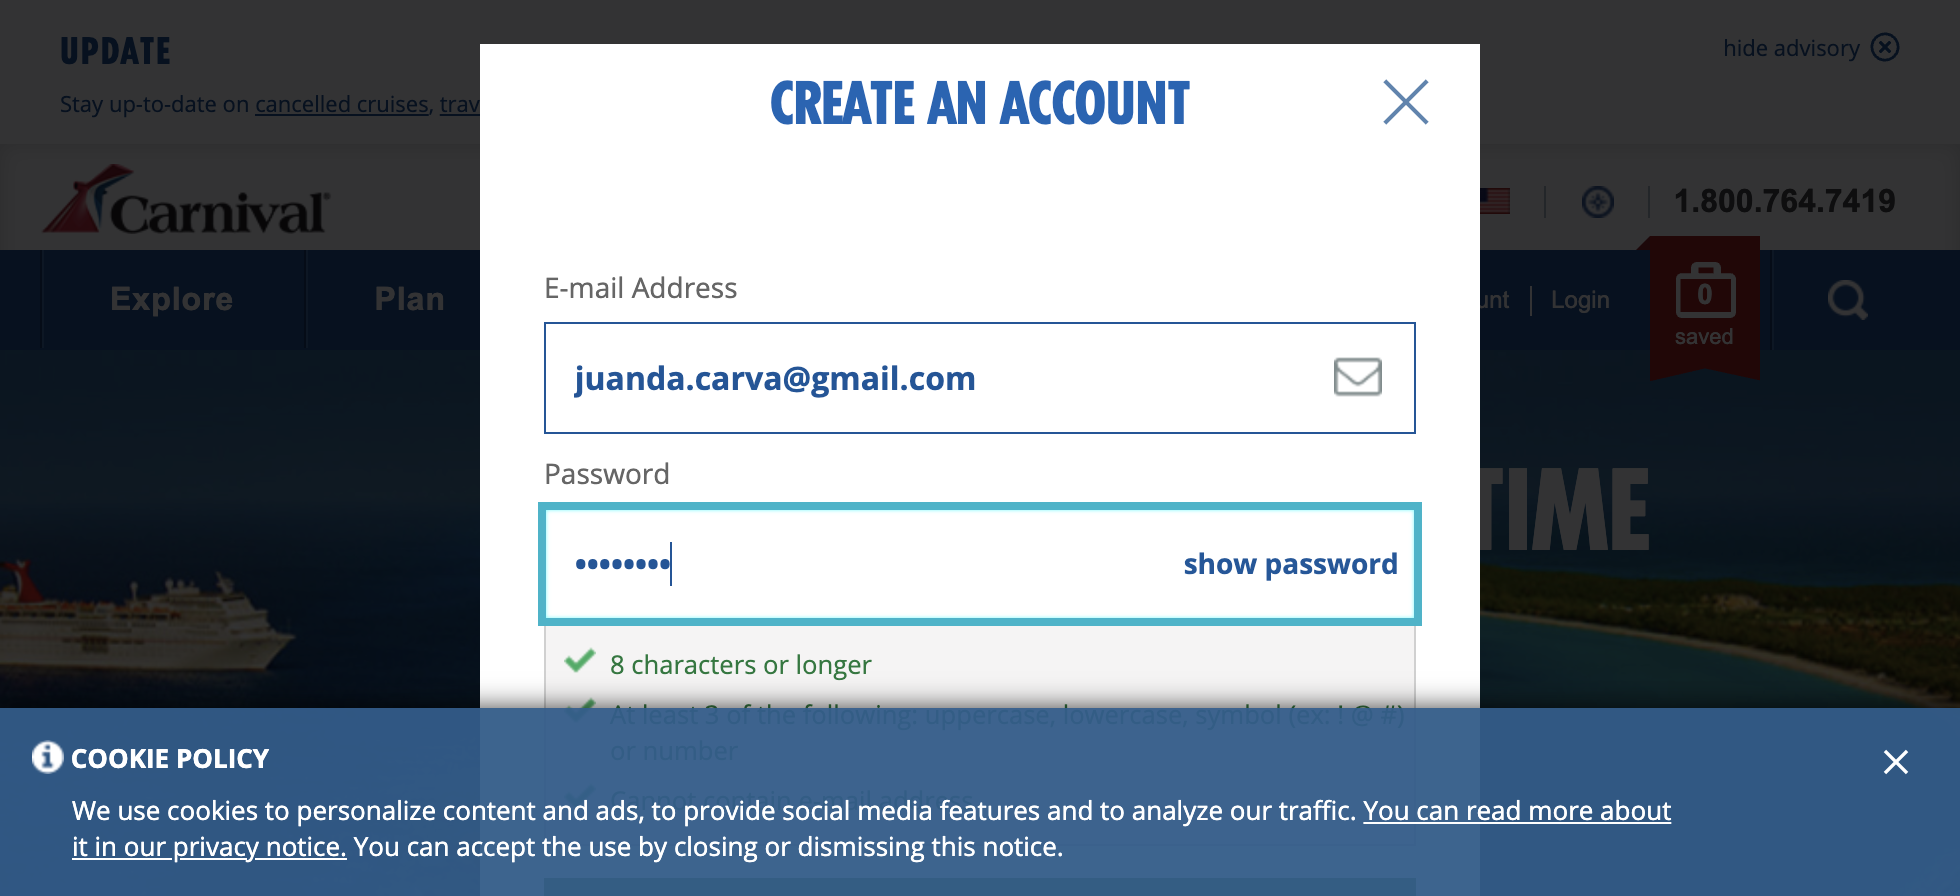 UPDATE
hide advisory
Stay up-to-date on cancelled cruises, trav
CREATE AN ACCOUNT
Carnival®
1.800.764.7419
Explore
Plan
unt
Login
0
saved
E-mail Address
juanda.carva@gmail.com
Password
••••••••
show password
TIME
8 characters or longer
At least 3 of the following: uppercase, lowercase, symbol (ex: ! @ #)
or number
Cannot contain e-mail address
COOKIE POLICY
We use cookies to personalize content and ads, to provide social media features and to analyze our traffic. You can read more about
it in our privacy notice. You can accept the use by closing or dismissing this notice.